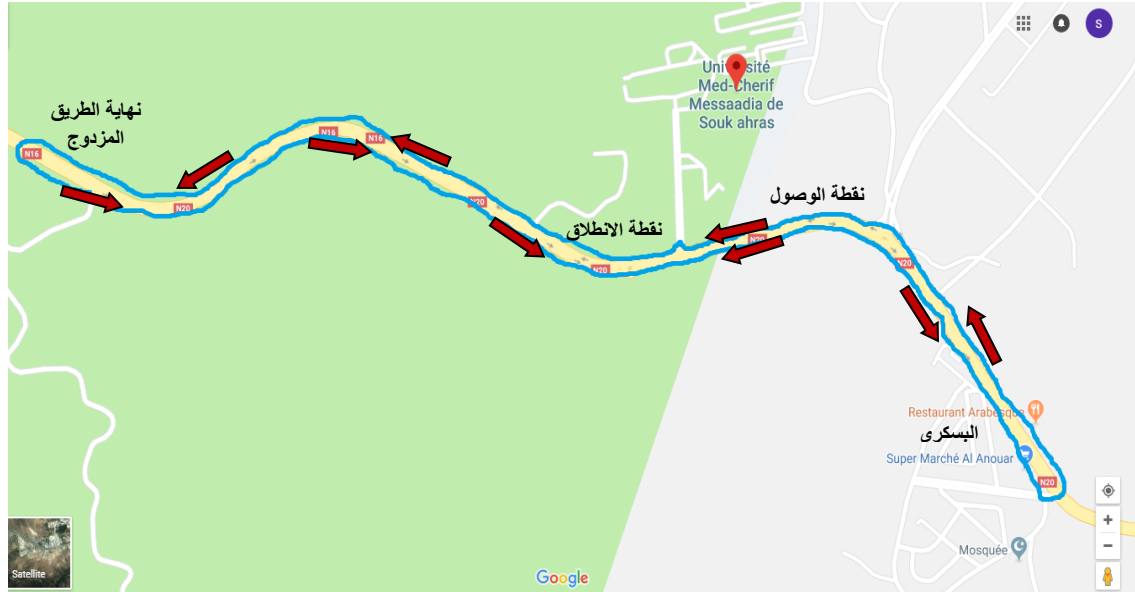 S
Université
Med-Cherif
Messaadia de
Souk ahras
نهاية الطريق
المزدوج
N16
N16
N16
N20
N20
نقطة الوصول
نقطة الانطلاق
N20
N20
N20
Restaurant Arabesque
البسكرى
Super Marché Al Anouar
N20
Mosquée
Satellite
Google